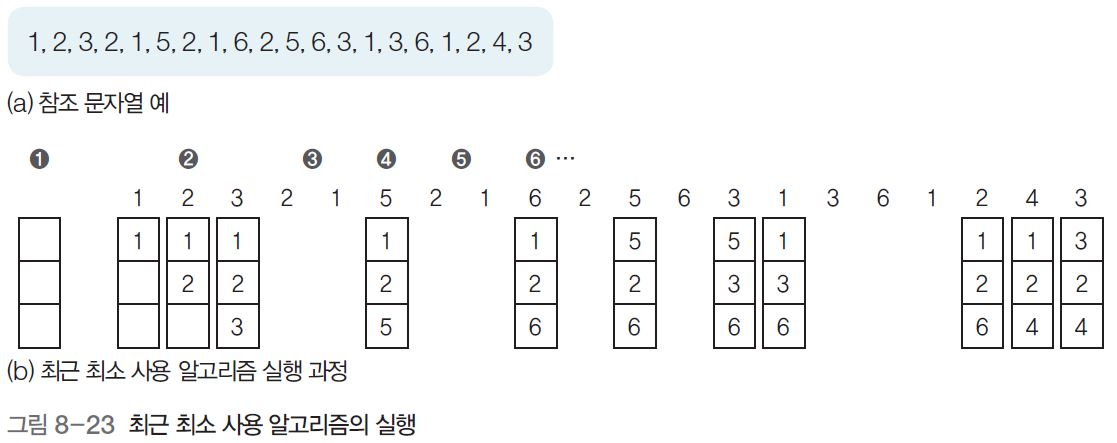 1, 2, 3, 2, 1, 5, 2, 1, 6, 2, 5, 6, 3, 1, 3, 6, 1, 2, 4, 3
(a) 참조 문자열 예
❶ ❷ ❸ ❹ ❺ ❻ …
1 2 3 2 1 5 2 1 6 2 5 6 3 1 3 6 1 2 4 3
1 1 1 1 1 5 5 1 1 1 3
2 2 2 2 2 3 3 2 2 2
3 5 6 6 6 6 6 4 4
(b) 최근 최소 사용 알고리즘 실행 과정
그림 8-23 최근 최소 사용 알고리즘의 실행